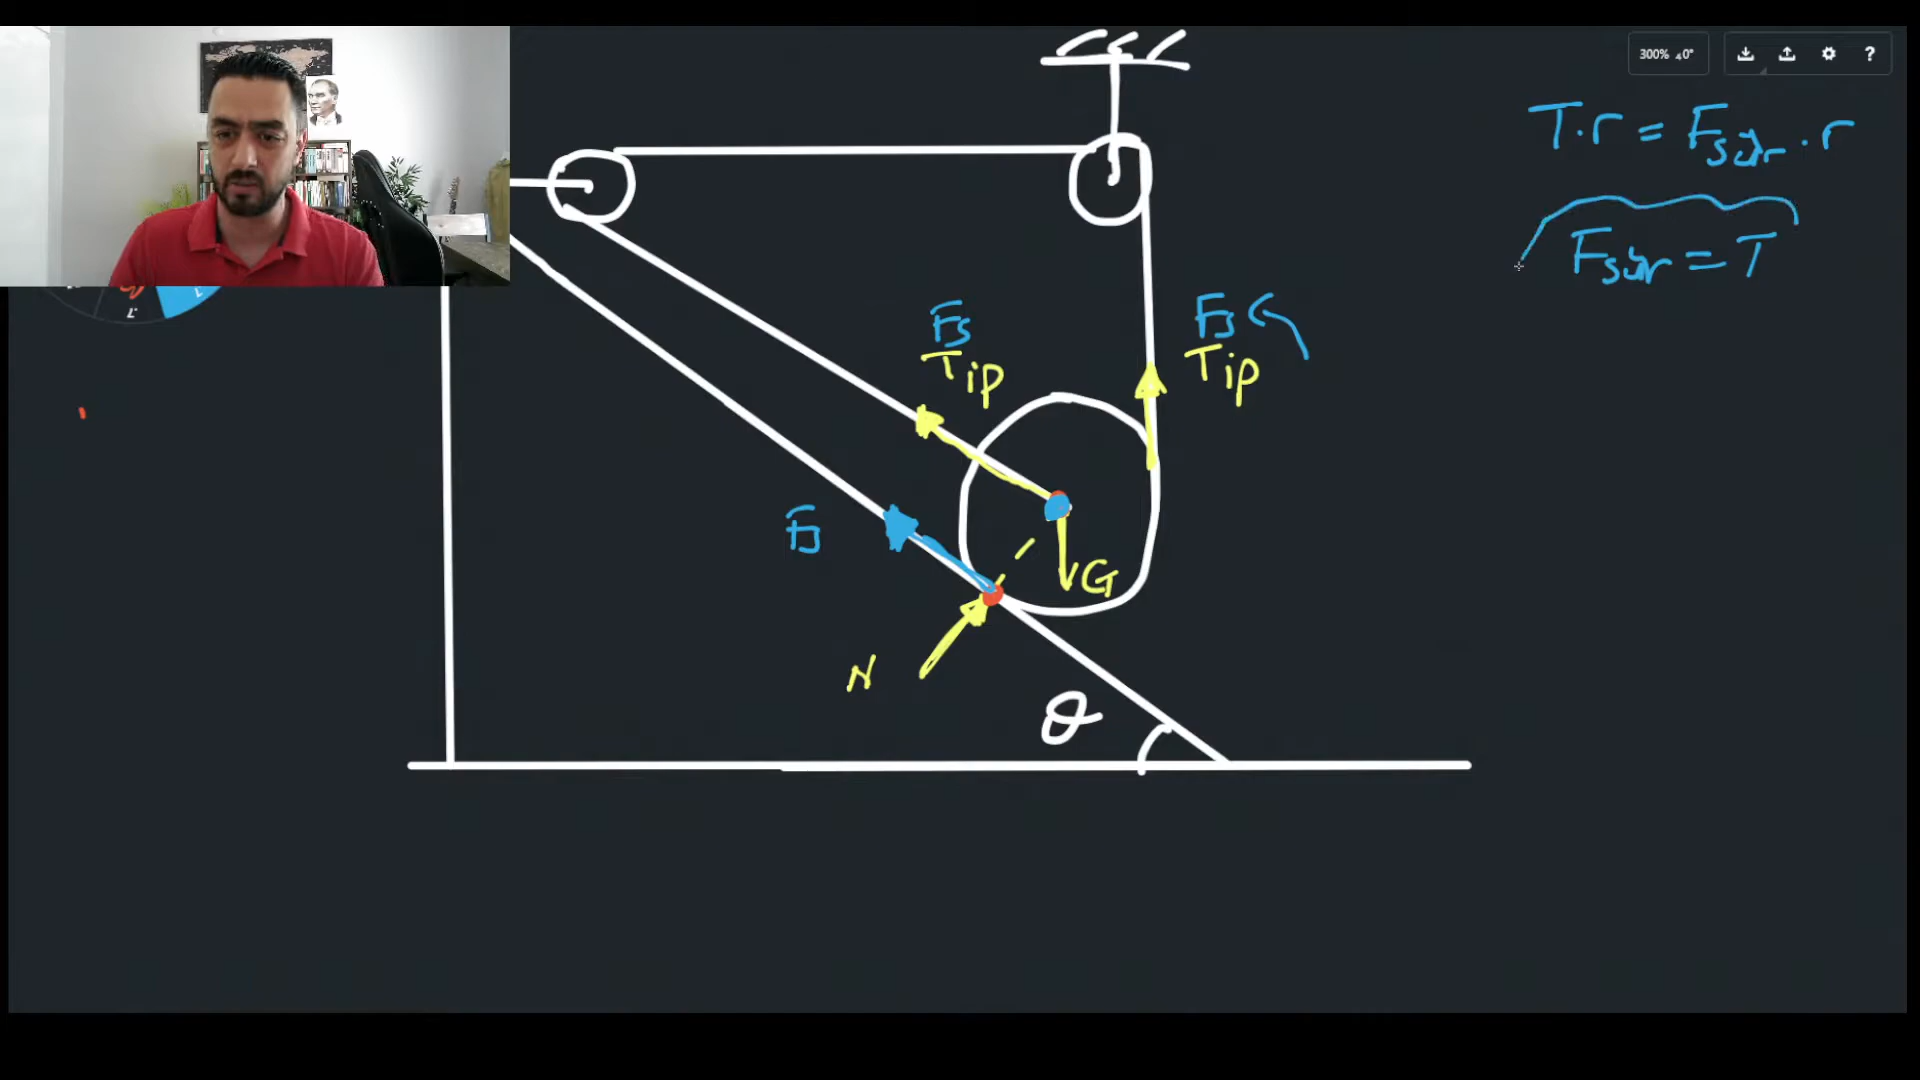 300% 40°
?
T·r = Fsür · r
Fsür = T
Fs
Tip
Fs
Tip
Fs
G
N
θ